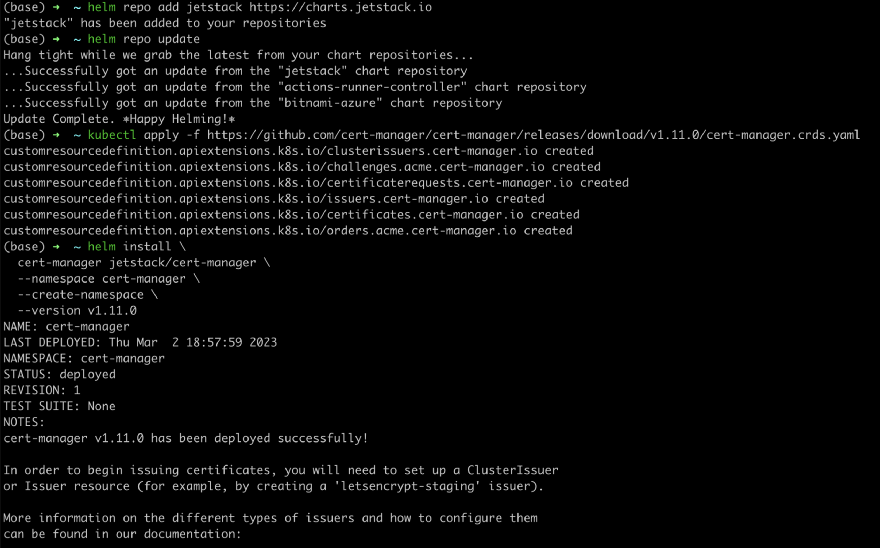 (base) ➜  ~ helm repo add jetstack https://charts.jetstack.io
"jetstack" has been added to your repositories
(base) ➜  ~ helm repo update
Hang tight while we grab the latest from your chart repositories...
...Successfully got an update from the "jetstack" chart repository
...Successfully got an update from the "actions-runner-controller" chart repository
...Successfully got an update from the "bitnami-azure" chart repository
Update Complete. *Happy Helming!*
(base) ➜  ~ kubectl apply -f https://github.com/cert-manager/cert-manager/releases/download/v1.11.0/cert-manager.crds.yaml
customresourcedefinition.apiextensions.k8s.io/clusterissuers.cert-manager.io created
customresourcedefinition.apiextensions.k8s.io/challenges.acme.cert-manager.io created
customresourcedefinition.apiextensions.k8s.io/certificaterequests.cert-manager.io created
customresourcedefinition.apiextensions.k8s.io/issuers.cert-manager.io created
customresourcedefinition.apiextensions.k8s.io/certificates.cert-manager.io created
customresourcedefinition.apiextensions.k8s.io/orders.acme.cert-manager.io created
(base) ➜  ~ helm install \
  cert-manager jetstack/cert-manager \
  --namespace cert-manager \
  --create-namespace \
  --version v1.11.0
NAME: cert-manager
LAST DEPLOYED: Thu Mar  2 18:57:59 2023
NAMESPACE: cert-manager
STATUS: deployed
REVISION: 1
TEST SUITE: None
NOTES:
cert-manager v1.11.0 has been deployed successfully!

In order to begin issuing certificates, you will need to set up a ClusterIssuer
or Issuer resource (for example, by creating a 'letsencrypt-staging' issuer).

More information on the different types of issuers and how to configure them
can be found in our documentation: